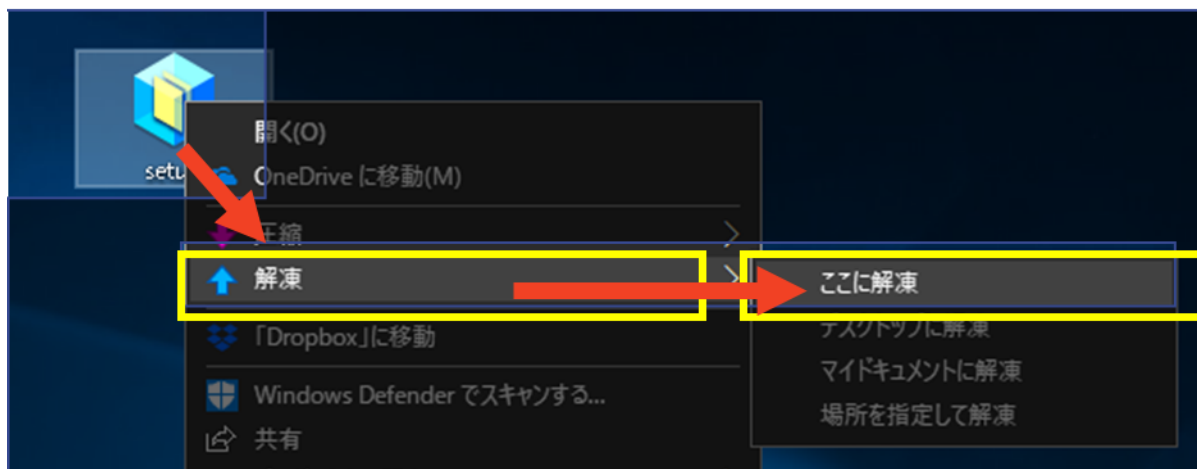 setu
開く(O)
OneDrive に移動(M)
圧縮
解凍
ここに解凍
デスクトップに解凍
マイドキュメントに解凍
場所を指定して解凍
「Dropbox」に移動
Windows Defender でスキャンする...
共有